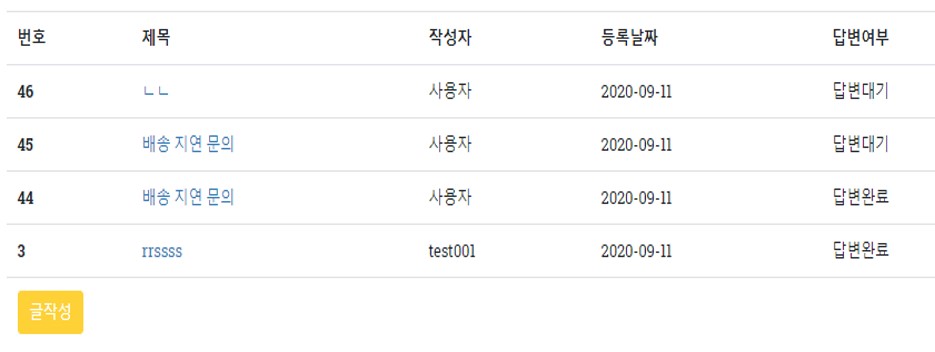 번호 제목 작성자 등록날짜 답변여부
46 ㄴㄴ 사용자 2020-09-11 답변대기
45 배송 지연 문의 사용자 2020-09-11 답변대기
44 배송 지연 문의 사용자 2020-09-11 답변완료
3 rrssss test001 2020-09-11 답변완료
글작성